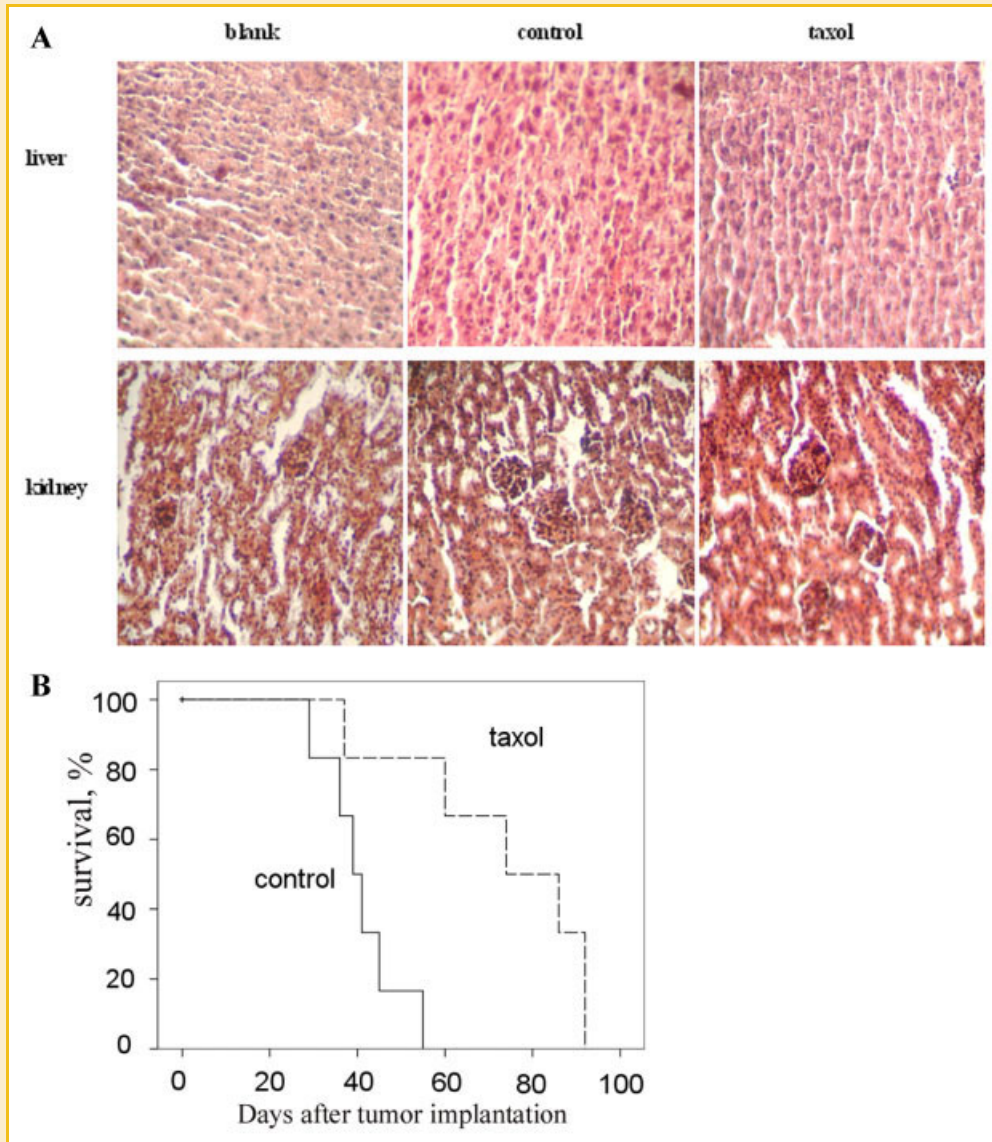 A
blank control taxol
liver
kidney
B
survival, %
100
80
60
40
20
0
taxol
control
0 20 40 60 80 100
Days after tumor implantation